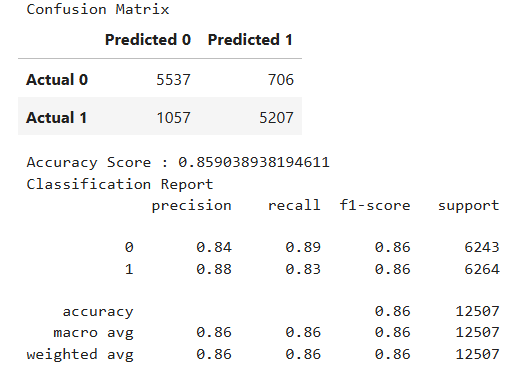 Confusion Matrix
Predicted 0 Predicted 1
Actual 0 5537 706
Actual 1 1057 5207
Accuracy Score : 0.859038938194611
Classification Report
precision recall f1-score support
0 0.84 0.89 0.86 6243
1 0.88 0.83 0.86 6264
accuracy 0.86 12507
macro avg 0.86 0.86 0.86 12507
weighted avg 0.86 0.86 0.86 12507